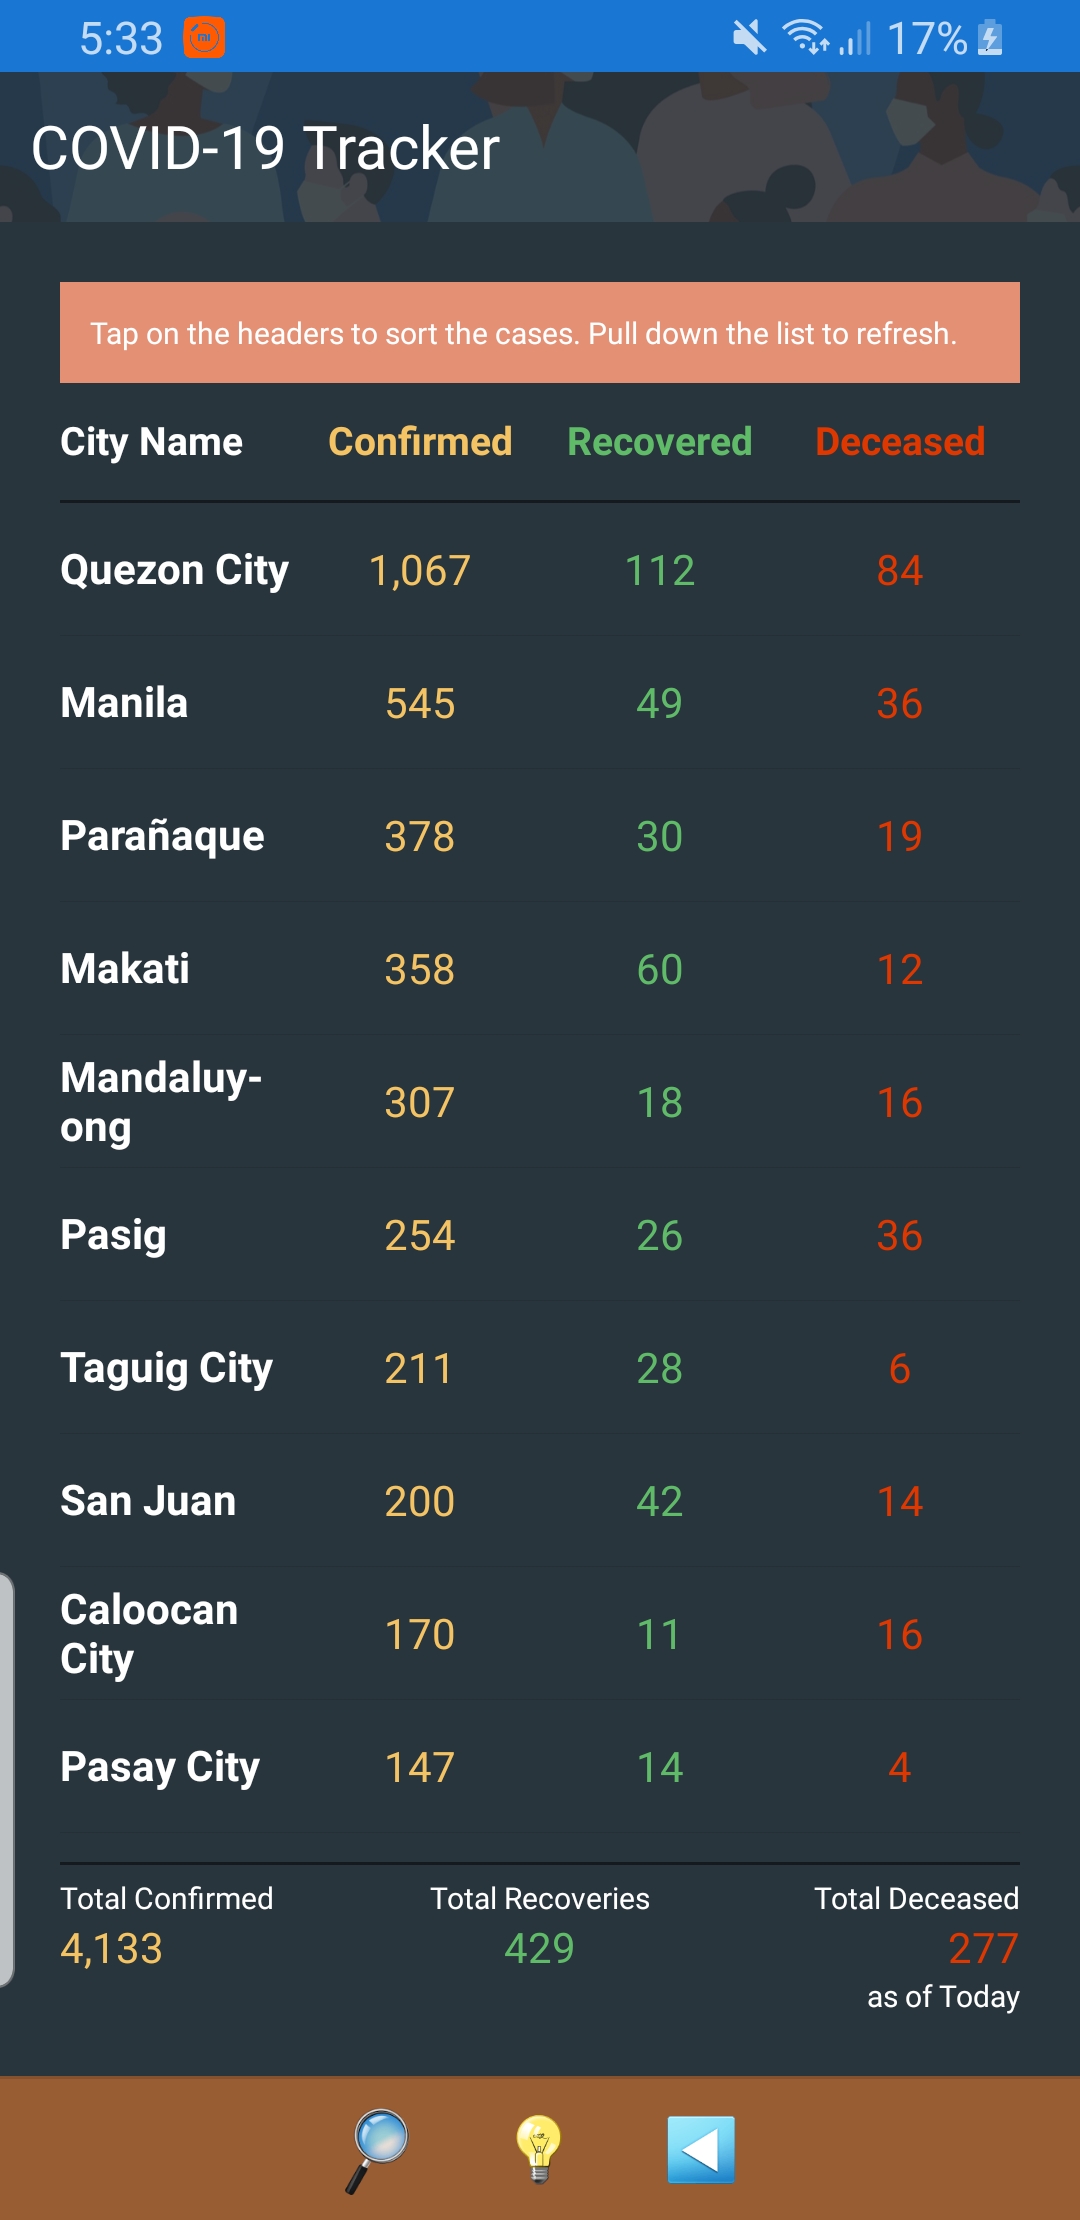 5:33 mi 17%
COVID-19 Tracker
Tap on the headers to sort the cases. Pull down the list to refresh.
City Name Confirmed Recovered Deceased
Quezon City 1,067 112 84
Manila 545 49 36
Parañaque 378 30 19
Makati 358 60 12
Mandaluy-
ong 307 18 16
Pasig 254 26 36
Taguig City 211 28 6
San Juan 200 42 14
Caloocan
City 170 11 16
Pasay City 147 14 4
Total Confirmed Total Recoveries Total Deceased
4,133 429 277
as of Today